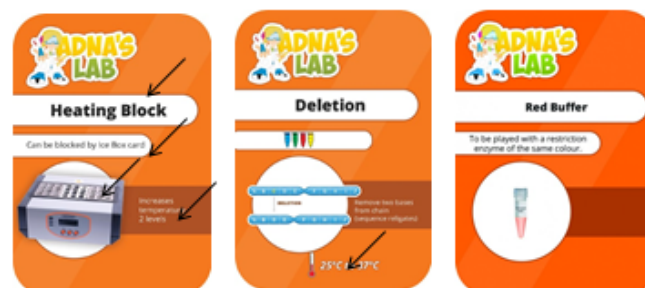 ADNA'S
LAB
Heating Block
Can be blocked by Ice Box card
Increases
temperature
2 levels
ADNA'S
LAB
Deletion
DELETION
Remove two bases
from chain
(sequence religates)
ADNA'S
LAB
Red Buffer
To be played with a restriction
enzyme of the same colour.